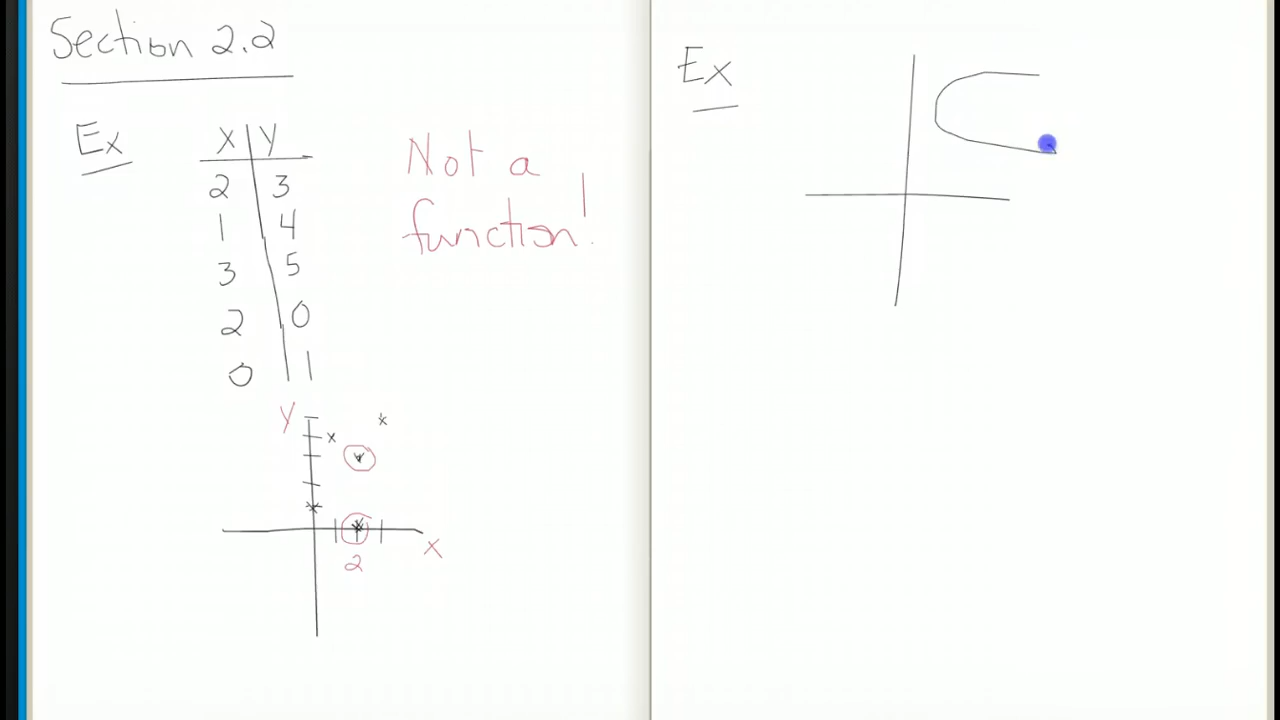 Section 2.2
Ex
X Y
2 3
1 4
3 5
2 0
0 1
Not a
function!
Y
X
2
Ex